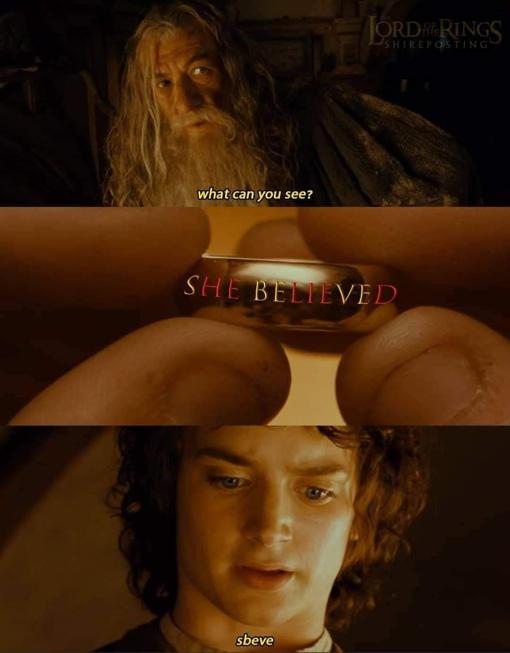 LORD OF THE RINGS
SHIREPOSTING
what can you see?
SHE BELIEVED
sbeve